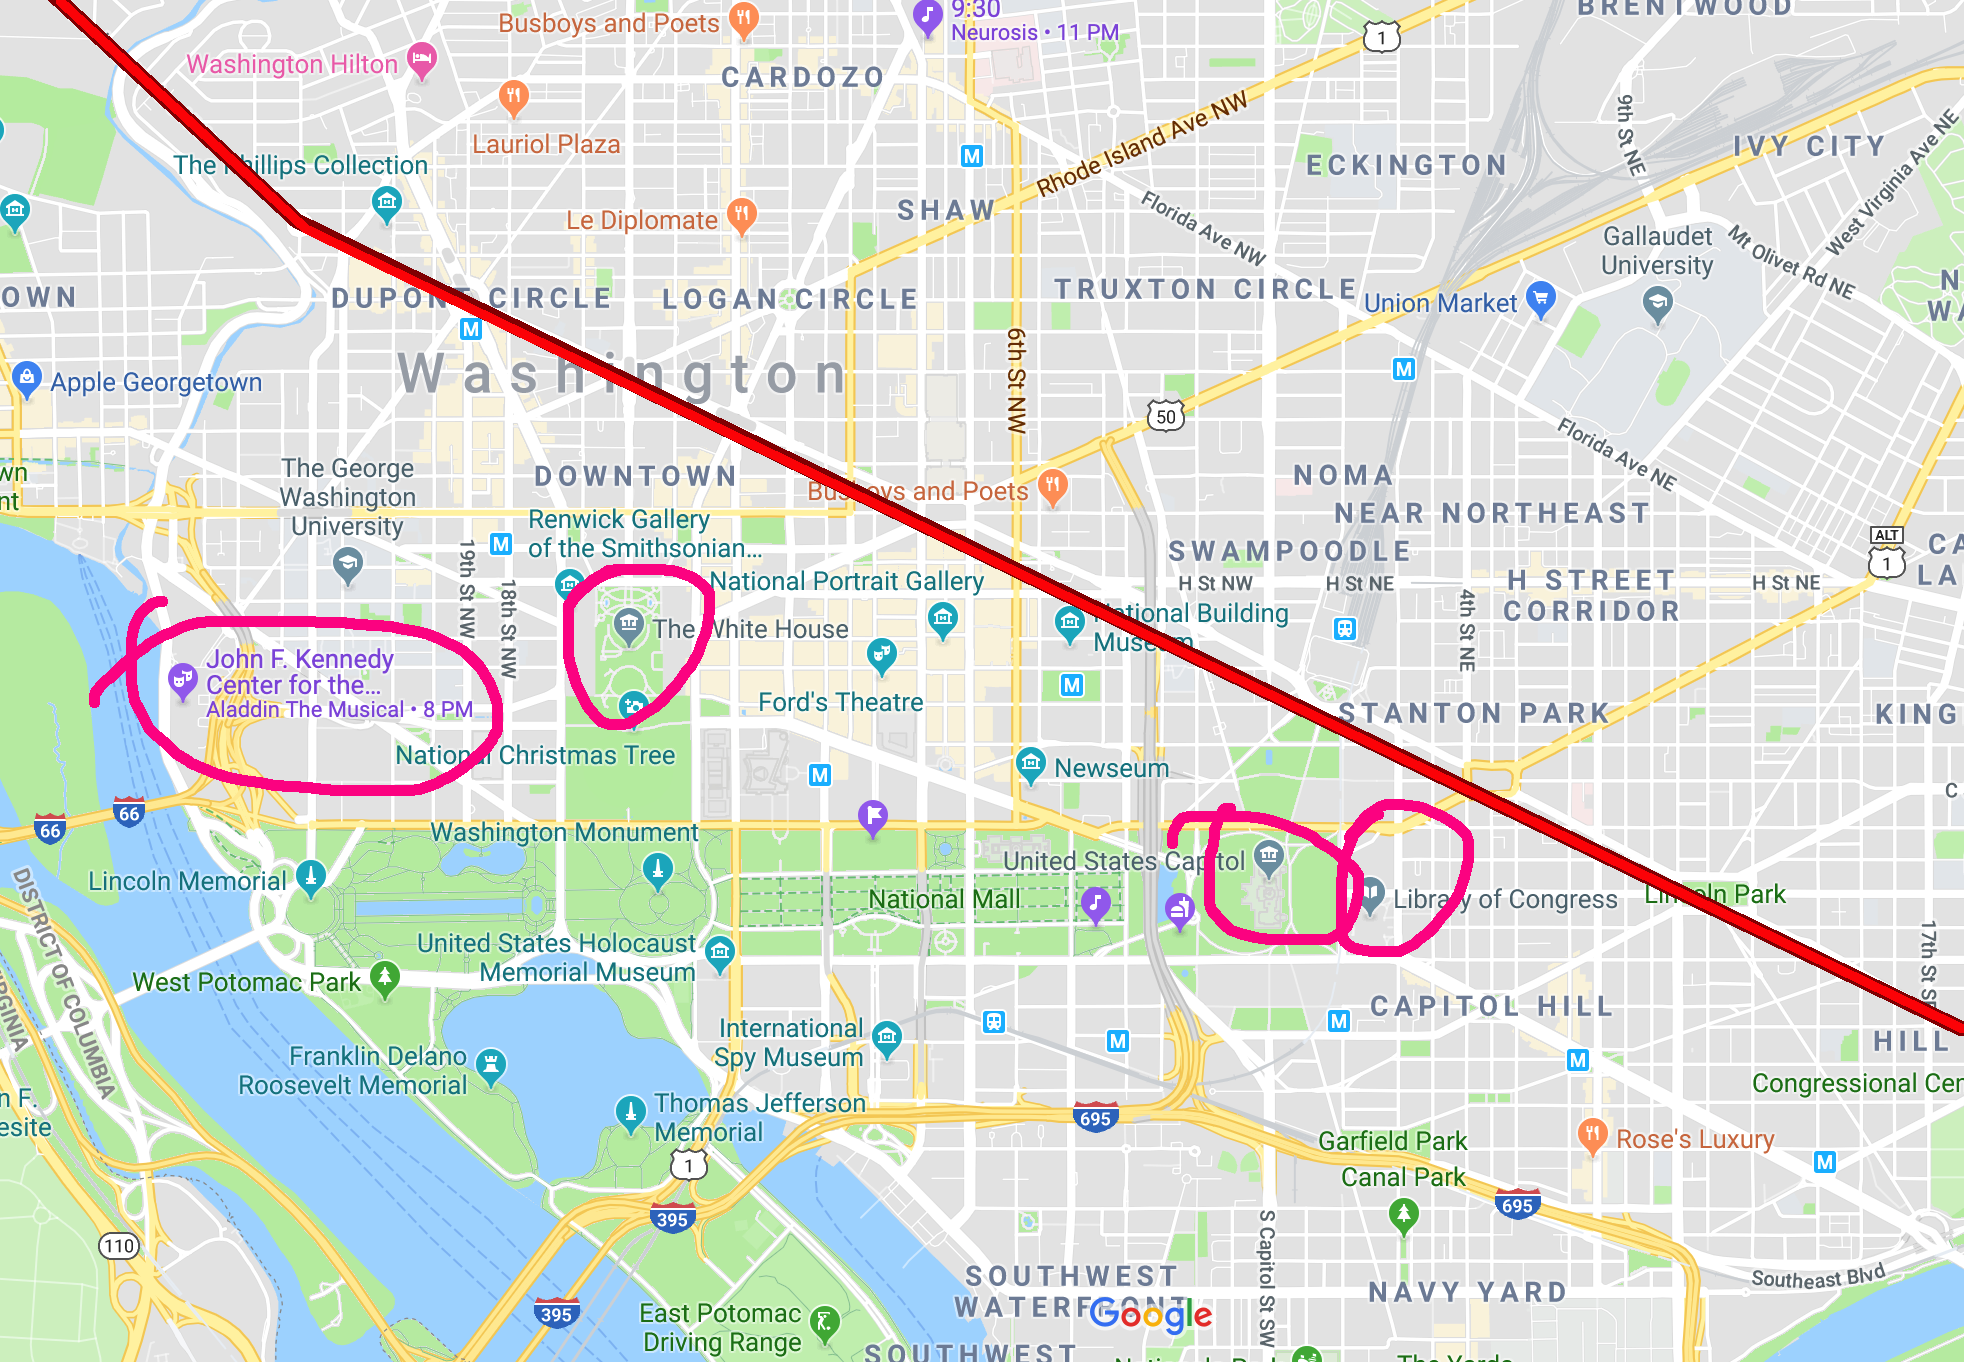 BRENTWOOD
9:30
Neurosis • 11 PM
Busboys and Poets
1
Washington Hilton
CARDOZO
Lauriol Plaza
9th St NE
IVY CITY
West Virginia Ave NE
Rhode Island Ave NW
ECKINGTON
M
The Phillips Collection
Le Diplomate
SHAW
Florida Ave NW
Gallaudet
University
Mt Olivet Rd NE
OWN
DUPONT CIRCLE
LOGAN CIRCLE
TRUXTON CIRCLE
Union Market
N
WA
M
Washington
6th St NW
M
Apple Georgetown
50
Florida Ave NE
wn
nt
The George
Washington
University
DOWNTOWN
Busboys and Poets
NOMA
NEAR NORTHEAST
SWAMPOODLE
ALT
1
CA
LA
Renwick Gallery
of the Smithsonian...
M
19th St NW
18th St NW
National Portrait Gallery
H St NW
H St NE
H STREET
CORRIDOR
H St NE
4th St NE
The White House
National Building
Museum
John F. Kennedy
Center for the...
Aladdin The Musical • 8 PM
Ford's Theatre
M
STANTON PARK
KING
National Christmas Tree
M
Newseum
C
66
66
Washington Monument
United States Capitol
Lincoln Memorial
National Mall
Library of Congress
Lincoln Park
17th St SE
DISTRICT OF COLUMBIA
VIRGINIA
United States Holocaust
Memorial Museum
West Potomac Park
CAPITOL HILL
M
M
M
HILL
International
Spy Museum
Franklin Delano
Roosevelt Memorial
Congressional Cer
n F.
esite
Thomas Jefferson
Memorial
695
Garfield Park
Canal Park
Rose's Luxury
M
1
395
695
110
S Capitol St SW
SOUTHWEST
WATERFRONT
Google
NAVY YARD
Southeast Blvd
395
East Potomac
Driving Range
SOUTHWEST